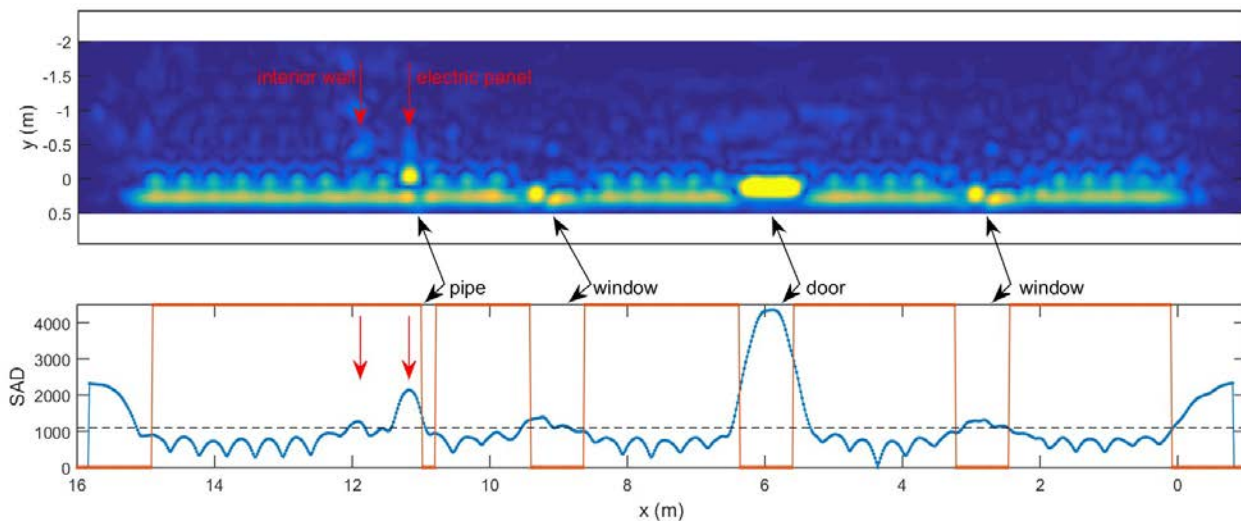 -2
-1.5
interior wall electric panel
-1
y (m)
-0.5
0
0.5
pipe window door window
4000
3000
SAD
2000
1000
0
16 14 12 10 8 6 4 2 0
x (m)